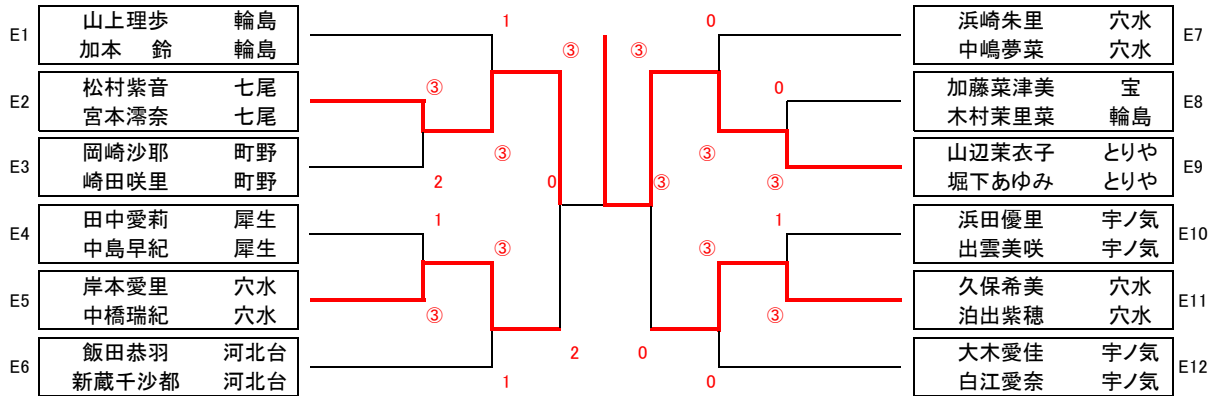 E1 山上理歩 輪島
加本 鈴 輪島
E2 松村紫音 七尾
宮本澪奈 七尾
E3 岡崎沙耶 町野
崎田咲里 町野
E4 田中愛莉 犀生
中島早紀 犀生
E5 岸本愛里 穴水
中橋瑞紀 穴水
E6 飯田恭羽 河北台
新蔵千沙都 河北台
1
③
③
2
1
③
③
1
③
0
2
③
③
0
0
0
③
③
1
③
③
0
浜崎朱里 穴水 E7
中嶋夢菜 穴水
加藤菜津美 宝 E8
木村茉里菜 輪島
山辺茉衣子 とりや E9
堀下あゆみ とりや
浜田優里 宇ノ気 E10
出雲美咲 宇ノ気
久保希美 穴水 E11
泊出紫穂 穴水
大木愛佳 宇ノ気 E12
白江愛奈 宇ノ気